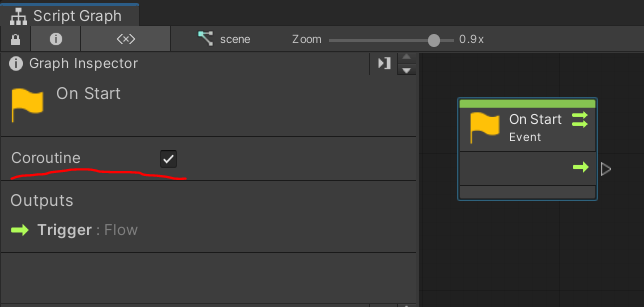 Script Graph
scene
Zoom
0.9x
Graph Inspector
On Start
Coroutine
Outputs
Trigger : Flow
On Start
Event